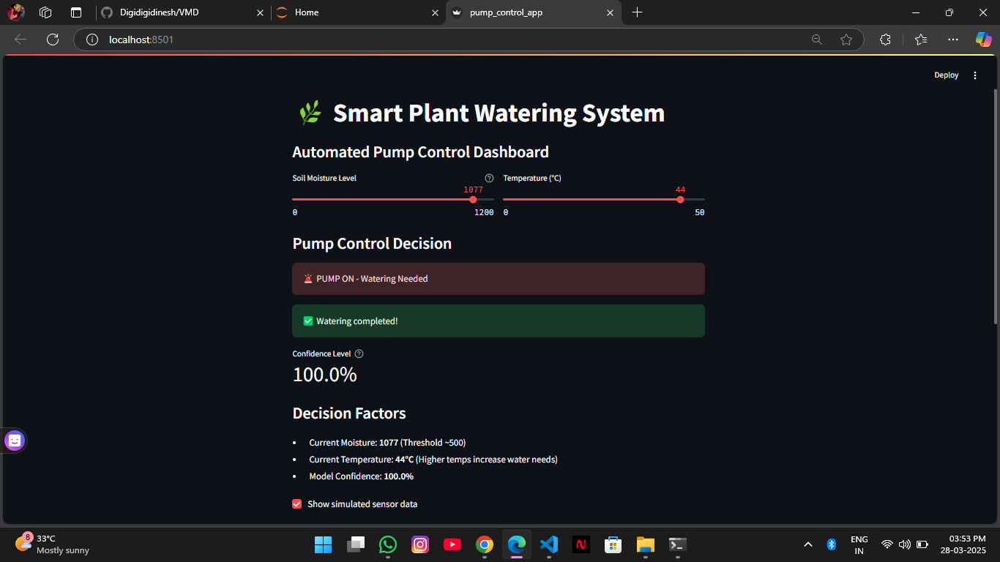 Digidigidinesh/VMD
Home
pump_control_app
localhost:8501
Deploy
Smart Plant Watering System
Automated Pump Control Dashboard
Soil Moisture Level
Temperature (°C)
1077
44
0
1200
0
50
Pump Control Decision
PUMP ON - Watering Needed
Watering completed!
Confidence Level
100.0%
Decision Factors
• Current Moisture: 1077 (Threshold ~500)
• Current Temperature: 44°C (Higher temps increase water needs)
• Model Confidence: 100.0%
Show simulated sensor data
8
33°C
Mostly sunny
ENG
IN
03:53 PM
28-03-2025